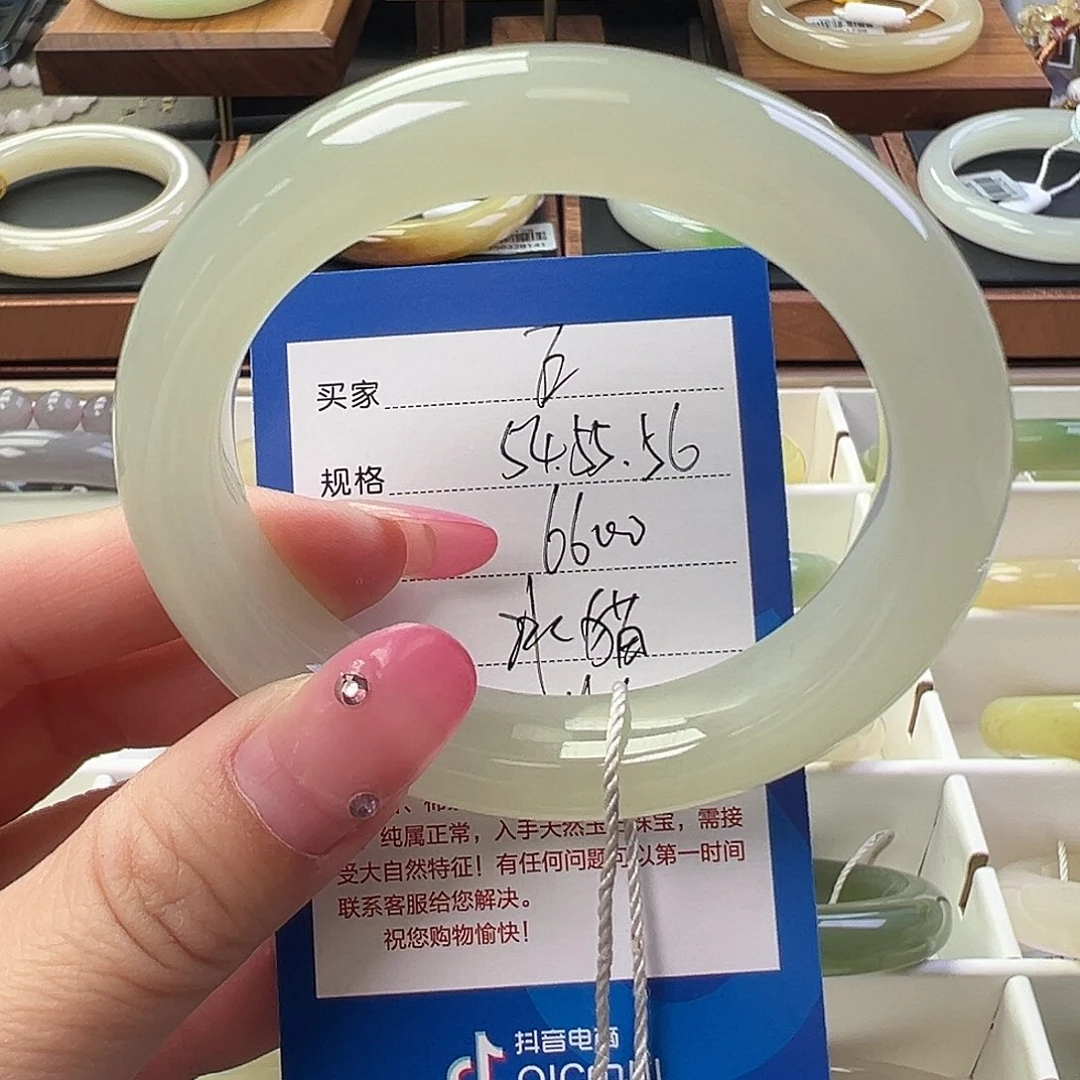 买家
规格 54.55.56
6600
水猫
纯属正常，入手天然玉 珠宝，需接
受大自然特征！有任何问题可以第一时间
联系客服给您解决。
祝您购物愉快！
抖音电商